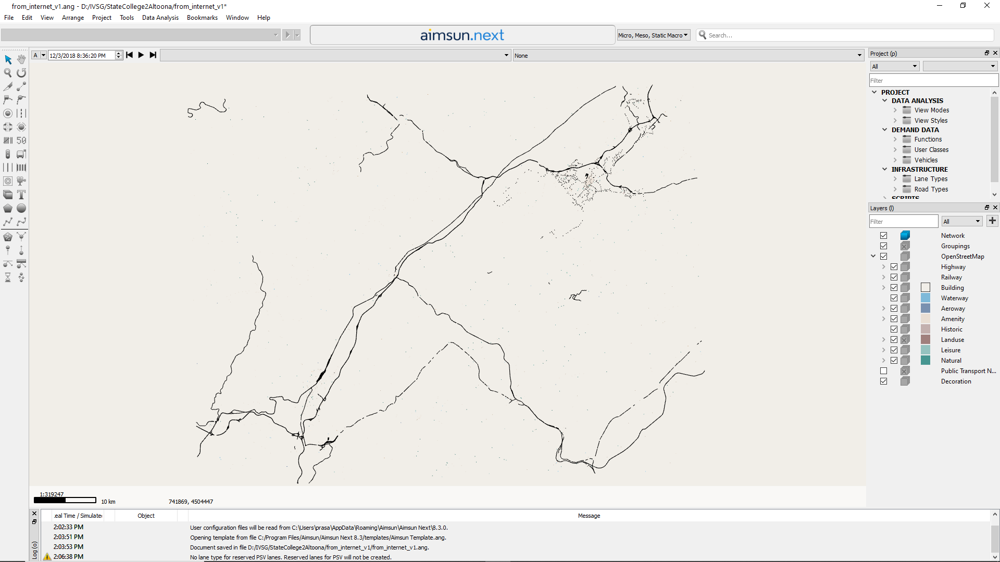 from_internet_v1.ang - D:/IVSG/StateCollege2Altoona/from_internet_v1*
File Edit View Arrange Project Tools Data Analysis Bookmarks Window Help
aimsun.next
Micro, Meso, Static Macro
Search...
A
12/3/2018 8:36:20 PM
None
Project (p)
All
Filter
PROJECT
DATA ANALYSIS
View Modes
View Styles
DEMAND DATA
Functions
User Classes
Vehicles
INFRASTRUCTURE
Lane Types
Road Types
SCRIPTS
Layers (l)
Filter
All
Network
Groupings
OpenStreetMap
Highway
Railway
Building
Waterway
Aeroway
Amenity
Historic
Landuse
Leisure
Natural
Public Transport N...
Decoration
50
C
T
1:319247
10 km
741869, 4504447
Log (o)
.eal Time / Simulate Object Message
2:02:33 PM User configuration files will be read from C:\Users\prasa\AppData\Roaming\Aimsun\Aimsun Next\8.3.0.
2:03:51 PM Opening template from file C:/Program Files/Aimsun/Aimsun Next 8.3/templates/Aimsun Template.ang.
2:03:53 PM Document saved in file D:/IVSG/StateCollege2Altoona/from_internet_v1/from_internet_v1.ang.
2:06:38 PM No lane type for reserved PSV lanes. Reserved lanes for PSV will not be created.